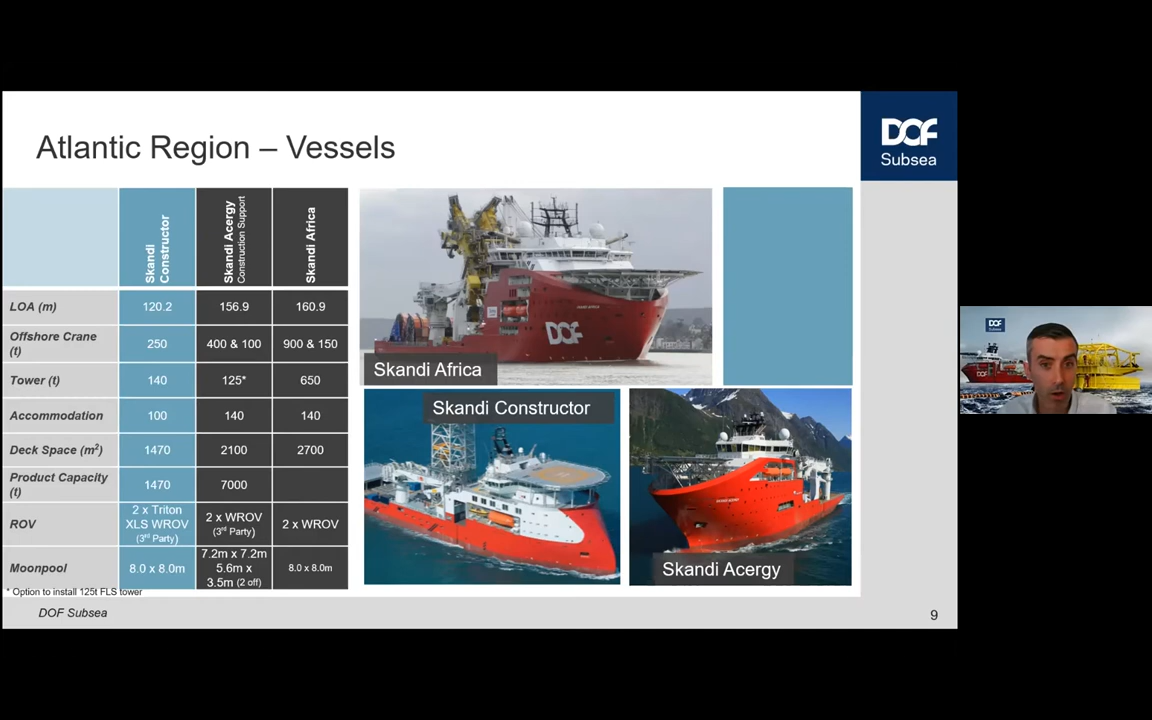 Atlantic Region – Vessels
DOF
Subsea
Skandi
Constructor
Skandi Acergy
Construction Support
Skandi Africa
LOA (m) 120.2 156.9 160.9
Offshore Crane
(t) 250 400 & 100 900 & 150
Tower (t) 140 125* 650
Accommodation 100 140 140
Deck Space (m²) 1470 2100 2700
Product Capacity
(t) 1470 7000
ROV
2 x Triton
XLS WROV
(3rd Party)
2 x WROV
(3rd Party)
2 x WROV
Moonpool
8.0 x 8.0m
7.2m x 7.2m
5.6m x
3.5m (2 off)
8.0 x 8.0m
* Option to install 125t FLS tower
DOF
Skandi Africa
Skandi Constructor
Skandi Acergy
DOF Subsea
9
DOF
Subsea